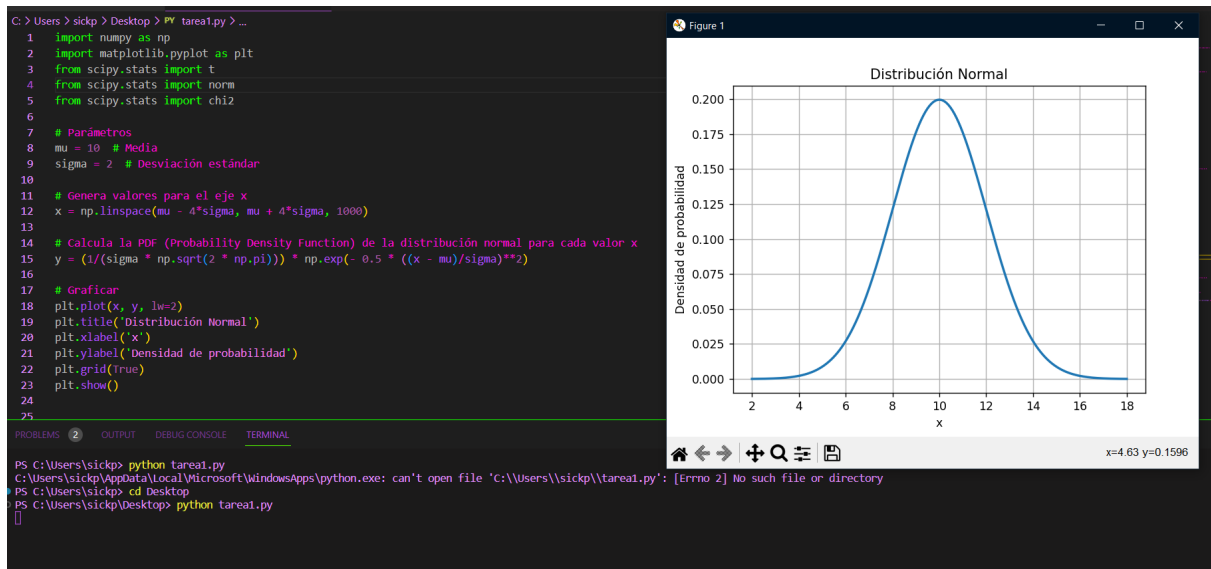 C: > Users > sickp > Desktop > PY tarea1.py > ...
1 import numpy as np
2 import matplotlib.pyplot as plt
3 from scipy.stats import t
4 from scipy.stats import norm
5 from scipy.stats import chi2
6
7 # Parámetros
8 mu = 10  # Media
9 sigma = 2  # Desviación estándar
10
11 # Genera valores para el eje x
12 x = np.linspace(mu - 4*sigma, mu + 4*sigma, 1000)
13
14 # Calcula la PDF (Probability Density Function) de la distribución normal para cada valor x
15 y = (1/(sigma * np.sqrt(2 * np.pi))) * np.exp(- 0.5 * ((x - mu)/sigma)**2)
16
17 # Graficar
18 plt.plot(x, y, lw=2)
19 plt.title('Distribución Normal')
20 plt.xlabel('x')
21 plt.ylabel('Densidad de probabilidad')
22 plt.grid(True)
23 plt.show()
24
25
PROBLEMS 2 OUTPUT DEBUG CONSOLE TERMINAL
PS C:\Users\sickp> python tarea1.py
C:\Users\sickp\AppData\Local\Microsoft\WindowsApps\python.exe: can't open file 'C:\\Users\\sickp\\tarea1.py': [Errno 2] No such file or directory
PS C:\Users\sickp> cd Desktop
PS C:\Users\sickp\Desktop> python tarea1.py
Figure 1
Distribución Normal
Densidad de probabilidad
0.200
0.175
0.150
0.125
0.100
0.075
0.050
0.025
0.000
2 4 6 8 10 12 14 16 18
x
x=4.63 y=0.1596